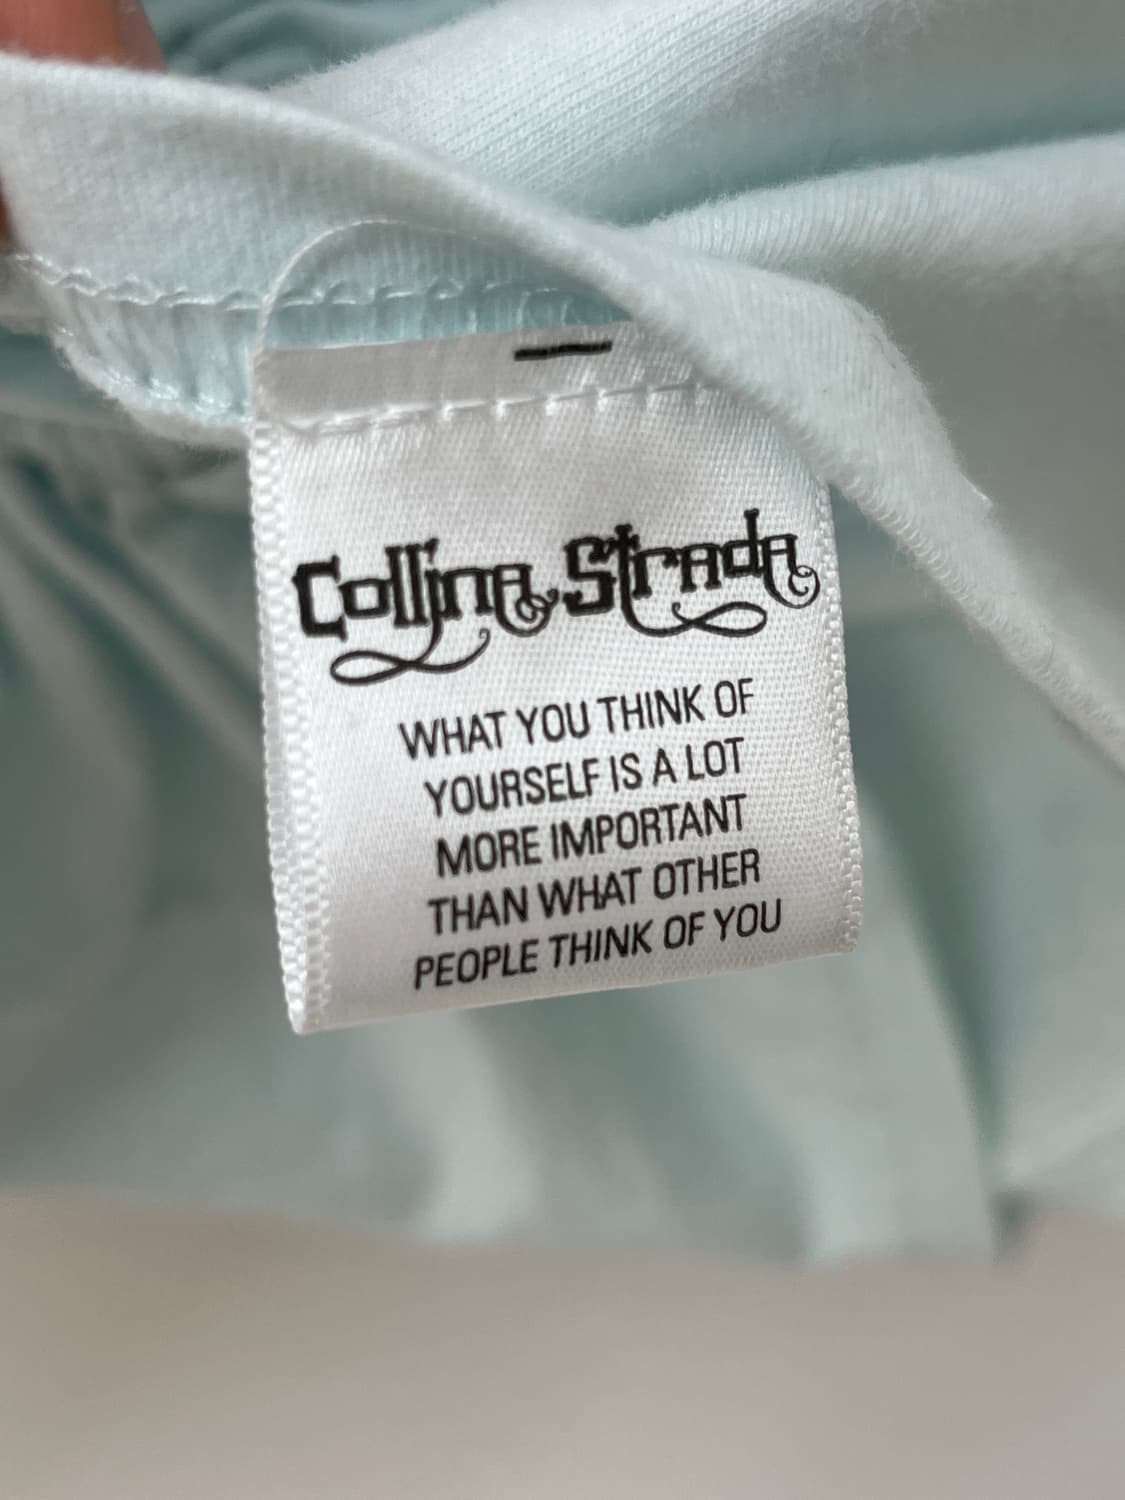 Collina Strada
WHAT YOU THINK OF
YOURSELF IS A LOT
MORE IMPORTANT
THAN WHAT OTHER
PEOPLE THINK OF YOU